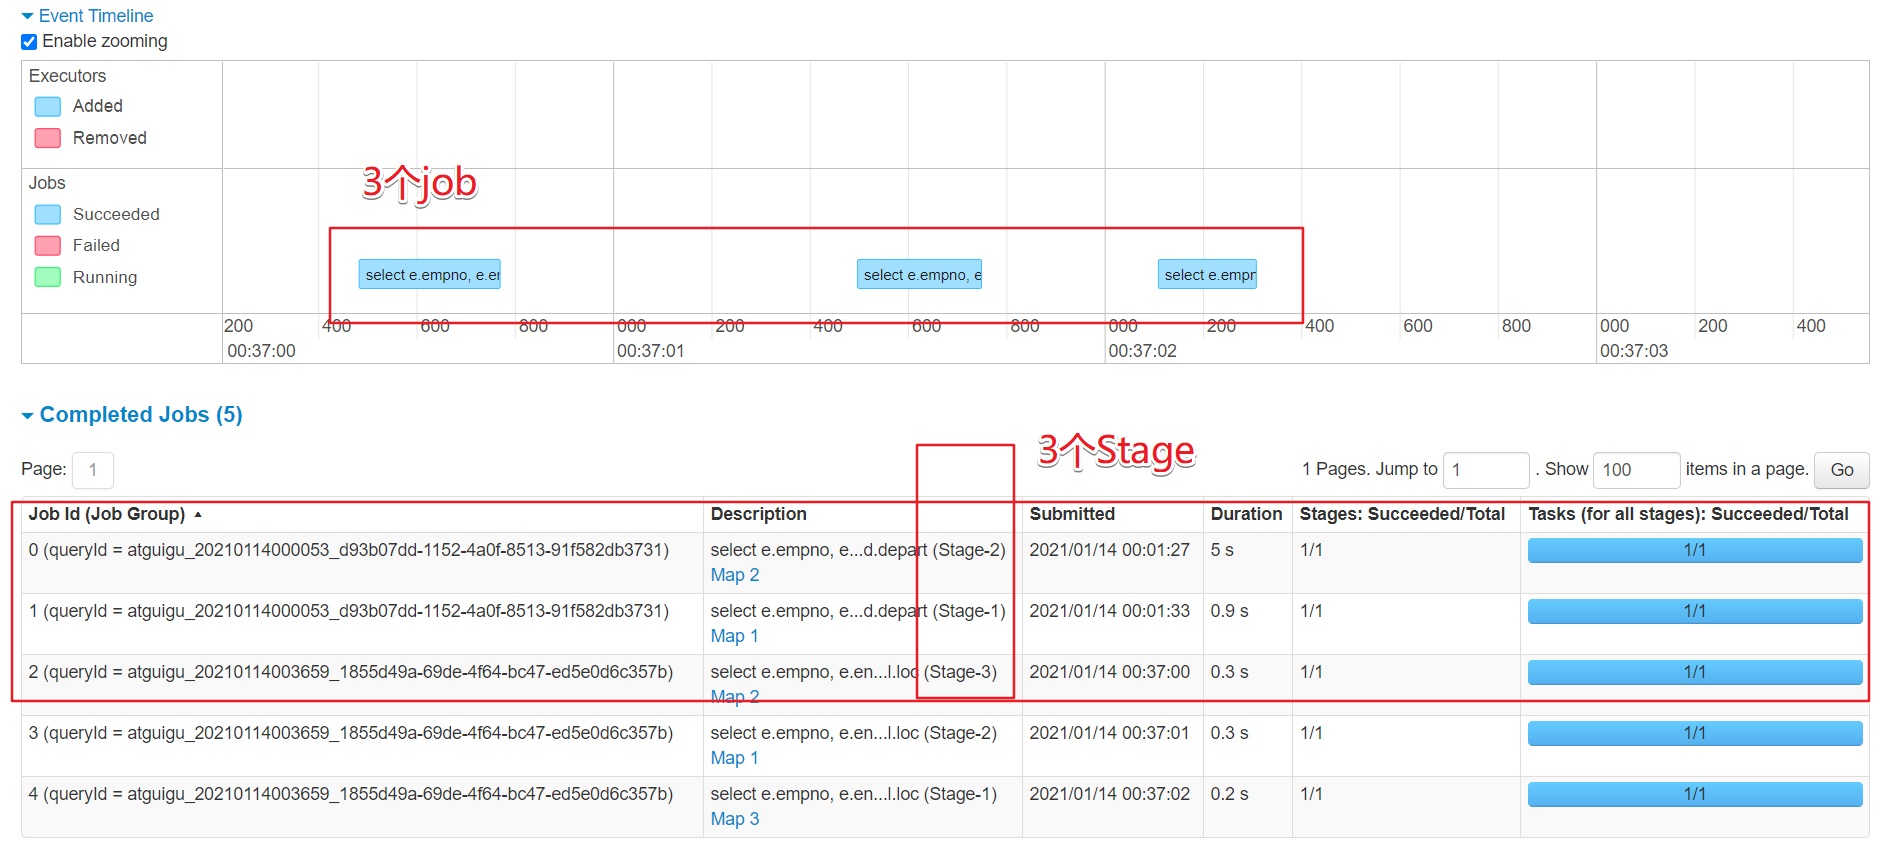 Event Timeline
Enable zooming
Executors
Added
Removed
3个job
Jobs
Succeeded
Failed
Running
select e.empno, e.er
select e.empno, e
select e.empr
200 400 600 800 000 200 400 600 800 000 200 400 600 800 000 200 400
00:37:00 00:37:01 00:37:02 00:37:03
Completed Jobs (5)
3个Stage
Page: 1
1 Pages. Jump to 1 . Show 100 items in a page. Go
Job Id (Job Group) Description Submitted Duration Stages: Succeeded/Total Tasks (for all stages): Succeeded/Total
0 (queryId = atguigu_20210114000053_d93b07dd-1152-4a0f-8513-91f582db3731) select e.empno, e...d.depart (Stage-2) 2021/01/14 00:01:27 5 s 1/1 1/1
Map 2
1 (queryId = atguigu_20210114000053_d93b07dd-1152-4a0f-8513-91f582db3731) select e.empno, e...d.depart (Stage-1) 2021/01/14 00:01:33 0.9 s 1/1 1/1
Map 1
2 (queryId = atguigu_20210114003659_1855d49a-69de-4f64-bc47-ed5e0d6c357b) select e.empno, e.en...l.loc (Stage-3) 2021/01/14 00:37:00 0.3 s 1/1 1/1
Map 2
3 (queryId = atguigu_20210114003659_1855d49a-69de-4f64-bc47-ed5e0d6c357b) select e.empno, e.en...l.loc (Stage-2) 2021/01/14 00:37:01 0.3 s 1/1 1/1
Map 1
4 (queryId = atguigu_20210114003659_1855d49a-69de-4f64-bc47-ed5e0d6c357b) select e.empno, e.en...l.loc (Stage-1) 2021/01/14 00:37:02 0.2 s 1/1 1/1
Map 3